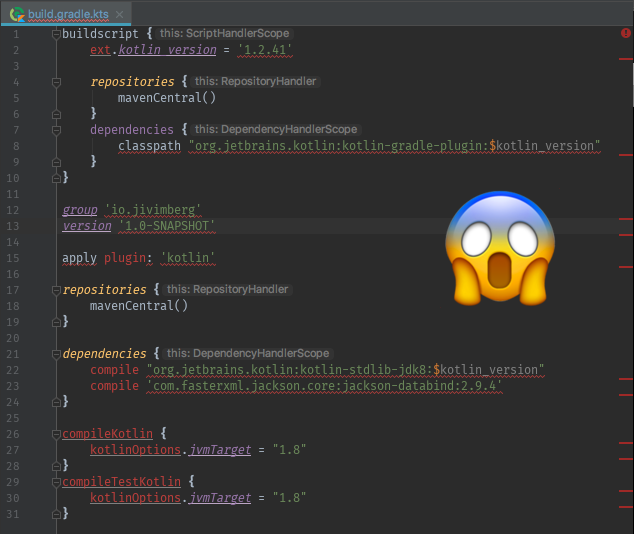 build.gradle.kts
1 buildscript { this: ScriptHandlerScope
2 ext.kotlin_version = '1.2.41'
3
4 repositories { this: RepositoryHandler
5 mavenCentral()
6 }
7 dependencies { this: DependencyHandlerScope
8 classpath "org.jetbrains.kotlin:kotlin-gradle-plugin:$kotlin_version"
9 }
10 }
11
12 group 'io.jivimberg'
13 version '1.0-SNAPSHOT'
14
15 apply plugin: 'kotlin'
16
17 repositories { this: RepositoryHandler
18 mavenCentral()
19 }
20
21 dependencies { this: DependencyHandlerScope
22 compile "org.jetbrains.kotlin:kotlin-stdlib-jdk8:$kotlin_version"
23 compile 'com.fasterxml.jackson.core:jackson-databind:2.9.4'
24 }
25
26 compileKotlin {
27 kotlinOptions.jvmTarget = "1.8"
28 }
29 compileTestKotlin {
30 kotlinOptions.jvmTarget = "1.8"
31 }